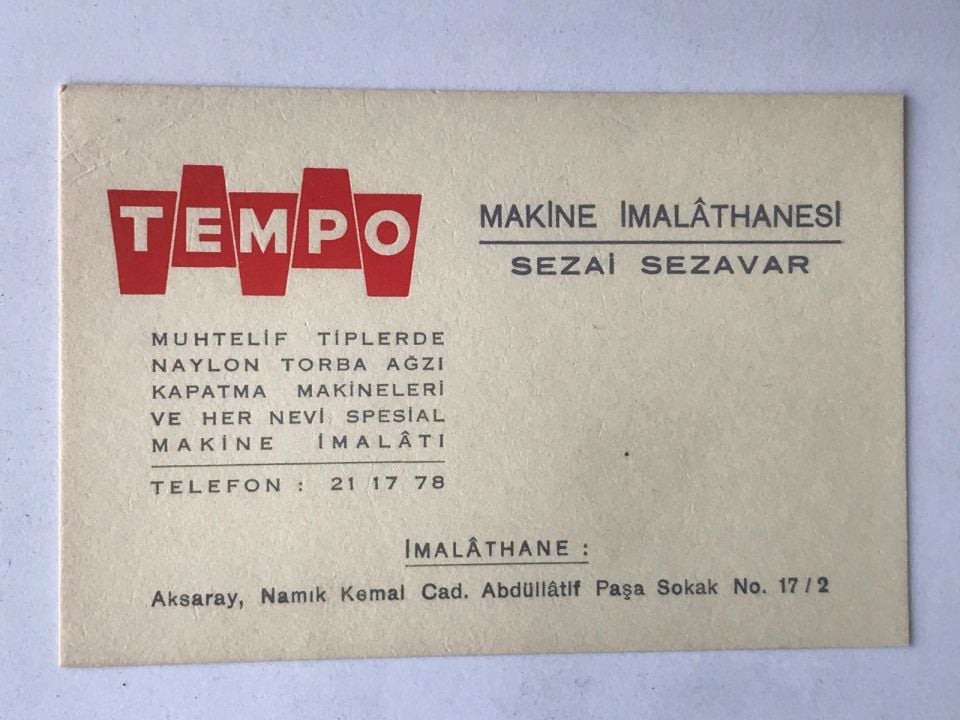 TEMPO
MAKİNE İMALÂTHANESİ
SEZAİ SEZAVAR
MUHTELİF TİPLERDE
NAYLON TORBA AĞZI
KAPATMA MAKİNELERİ
VE HER NEVİ SPESİAL
MAKİNE İMALÂTI
TELEFON : 21 17 78
İMALÂTHANE :
Aksaray, Namık Kemal Cad. Abdüllâtif Paşa Sokak No. 17/2